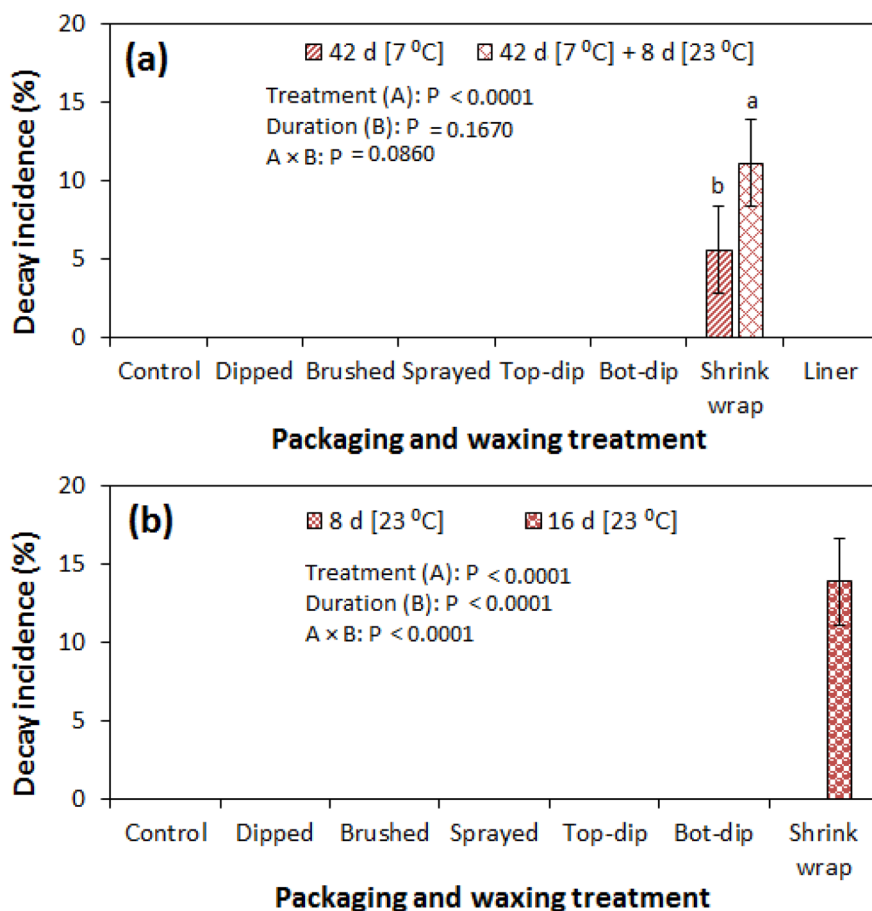 20
(a)
42 d [7 ⁰C] 42 d [7 ⁰C] + 8 d [23 ⁰C]
Treatment (A): P < 0.0001
Duration (B): P = 0.1670
A × B: P = 0.0860
15
10
5
0
a
b
Decay incidence (%)
Control Dipped Brushed Sprayed Top-dip Bot-dip Shrink wrap Liner
Packaging and waxing treatment
20
(b)
8 d [23 ⁰C] 16 d [23 ⁰C]
Treatment (A): P < 0.0001
Duration (B): P < 0.0001
A × B: P < 0.0001
15
10
5
0
Decay incidence (%)
Control Dipped Brushed Sprayed Top-dip Bot-dip Shrink wrap
Packaging and waxing treatment